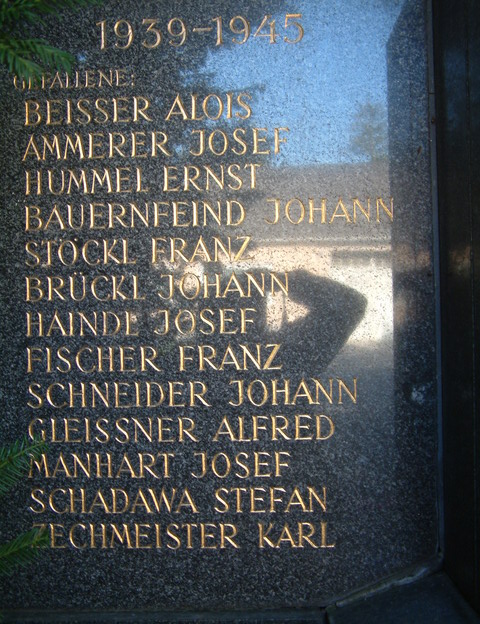 1939-1945
GEFALLENE:
BEISSER ALOIS
AMMERER JOSEF
HUMMEL ERNST
BAUERNFEIND JOHANN
STÖCKL FRANZ
BRÜCKL JOHANN
HAINDL JOSEF
FISCHER FRANZ
SCHNEIDER JOHANN
GLEISSNER ALFRED
MANHART JOSEF
SCHADAWA STEFAN
ZECHMEISTER KARL